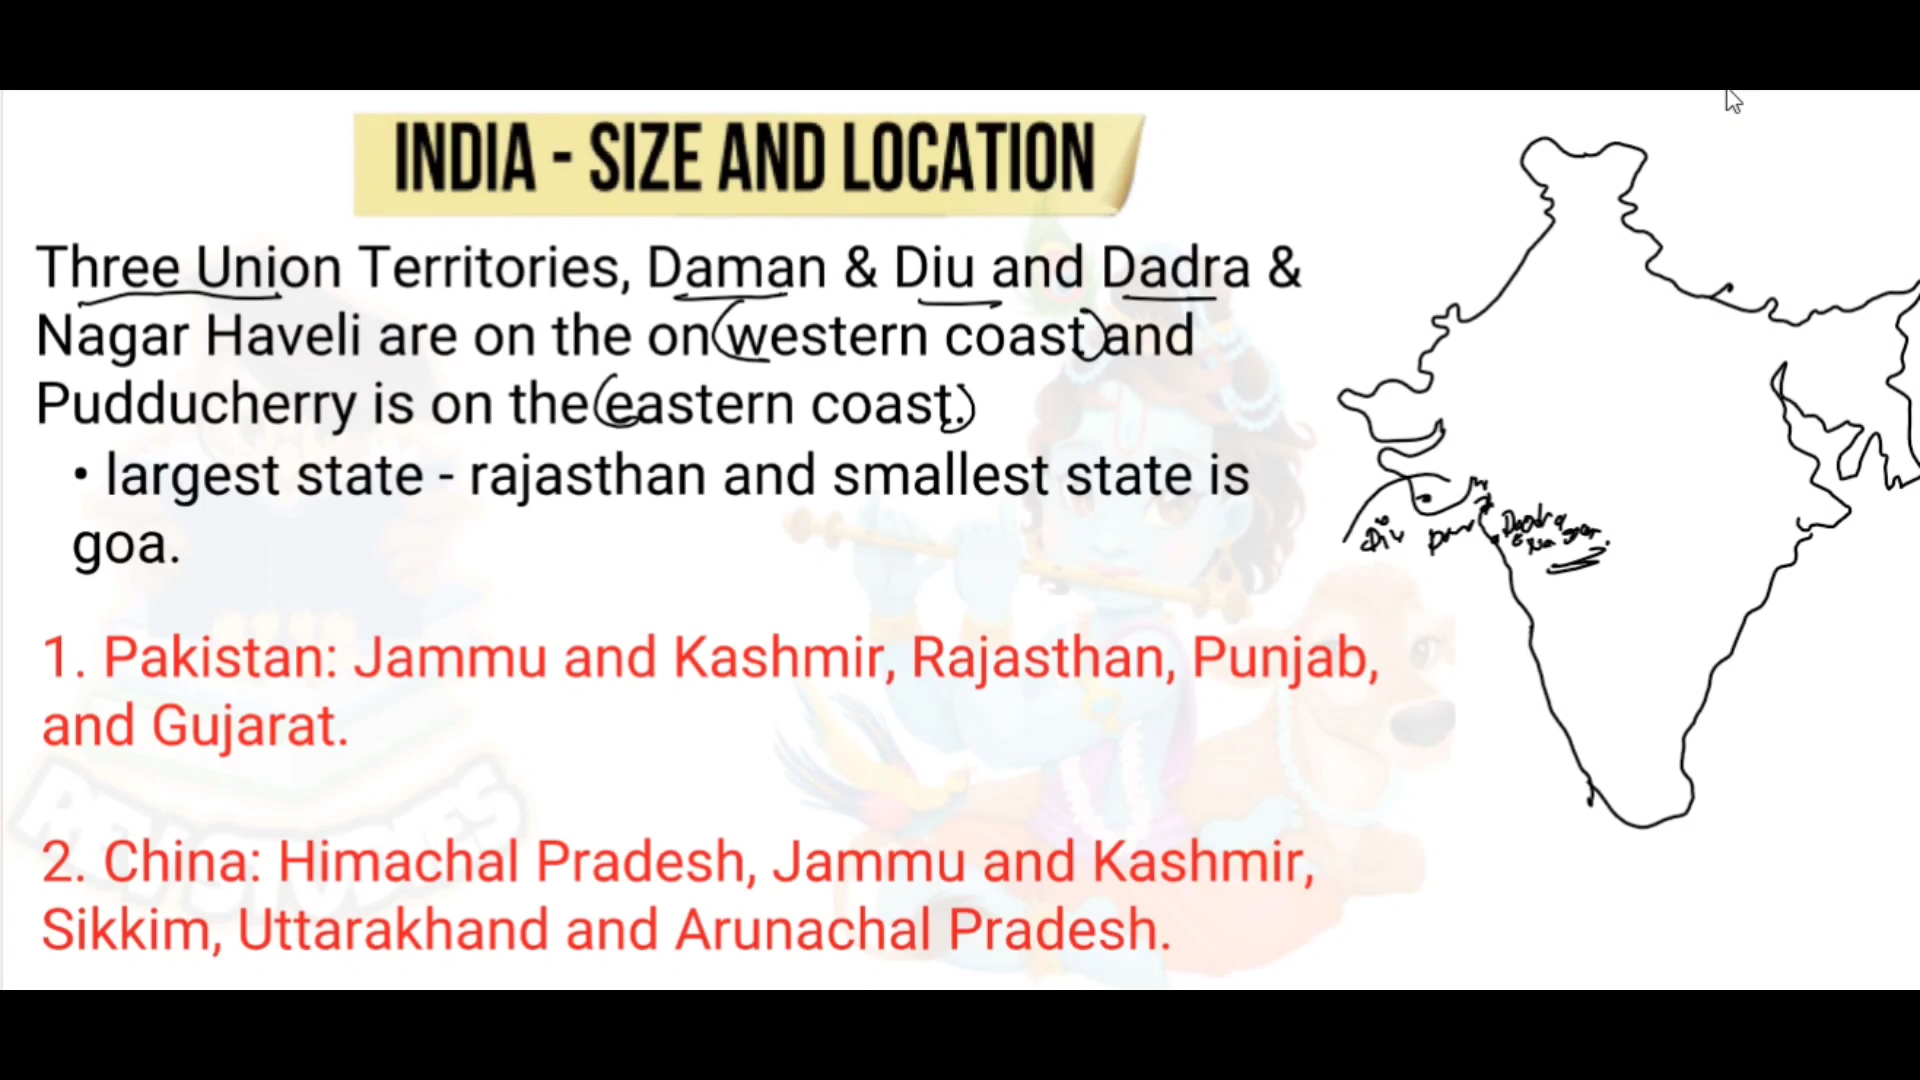 INDIA - SIZE AND LOCATION
Three Union Territories, Daman & Diu and Dadra &
Nagar Haveli are on the on western coast and
Pudducherry is on the eastern coast.
• largest state - rajasthan and smallest state is
goa.
Diu
Dadra
&
1. Pakistan: Jammu and Kashmir, Rajasthan, Punjab,
and Gujarat.
2. China: Himachal Pradesh, Jammu and Kashmir,
Sikkim, Uttarakhand and Arunachal Pradesh.